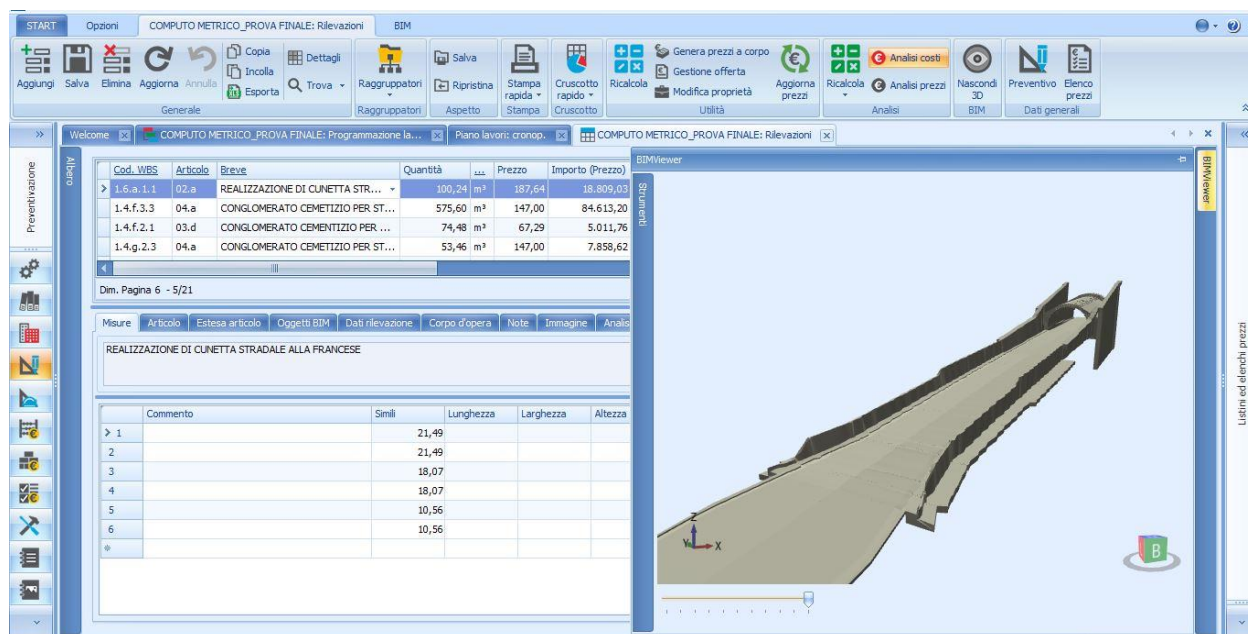 START Opzioni COMPUTO METRICO_PROVA FINALE: Rilevazioni BIM
Aggiungi Salva Elimina Aggiorna Annulla Copia Incolla Esporta Dettagli Trova
Generale
Raggruppatori
Raggruppatori
Salva Ripristina
Aspetto
Stampa rapida
Stampa
Cruscotto rapido
Cruscotto
Ricalcola Genera prezzi a corpo Gestione offerta Modifica proprietà Aggiorna prezzi
Utilità
Ricalcola Analisi costi Analisi prezzi
Analisi
Nascondi 3D
BIM
Preventivo Elenco prezzi
Dati generali
Welcome COMPUTO METRICO_PROVA FINALE: Programmazione la... Piano lavori: cronop. COMPUTO METRICO_PROVA FINALE: Rilevazioni
Preventivazione
Albero
Cod. WBS Articolo Breve Quantità ... Prezzo Importo (Prezzo)
1.6.a.1.1 02.a REALIZZAZIONE DI CUNETTA STR... 100,24 m³ 187,64 18.809,03
1.4.f.3.3 04.a CONGLOMERATO CEMETIZIO PER ST... 575,60 m³ 147,00 84.613,20
1.4.f.2.1 03.d CONGLOMERATO CEMENTIZIO PER ... 74,48 m³ 67,29 5.011,76
1.4.g.2.3 04.a CONGLOMERATO CEMETIZIO PER ST... 53,46 m³ 147,00 7.858,62
Dim. Pagina 6 - 5/21
Misure Articolo Estesa articolo Oggetti BIM Dati rilevazione Corpo d'opera Note Immagine Analis
REALIZZAZIONE DI CUNETTA STRADALE ALLA FRANCESE
Commento Simili Lunghezza Larghezza Altezza
1 21,49
2 21,49
3 18,07
4 18,07
5 10,56
6 10,56
BIMViewer
Strumenti
Z
Y X
B
BIMViewer
Listini ed elenchi prezzi